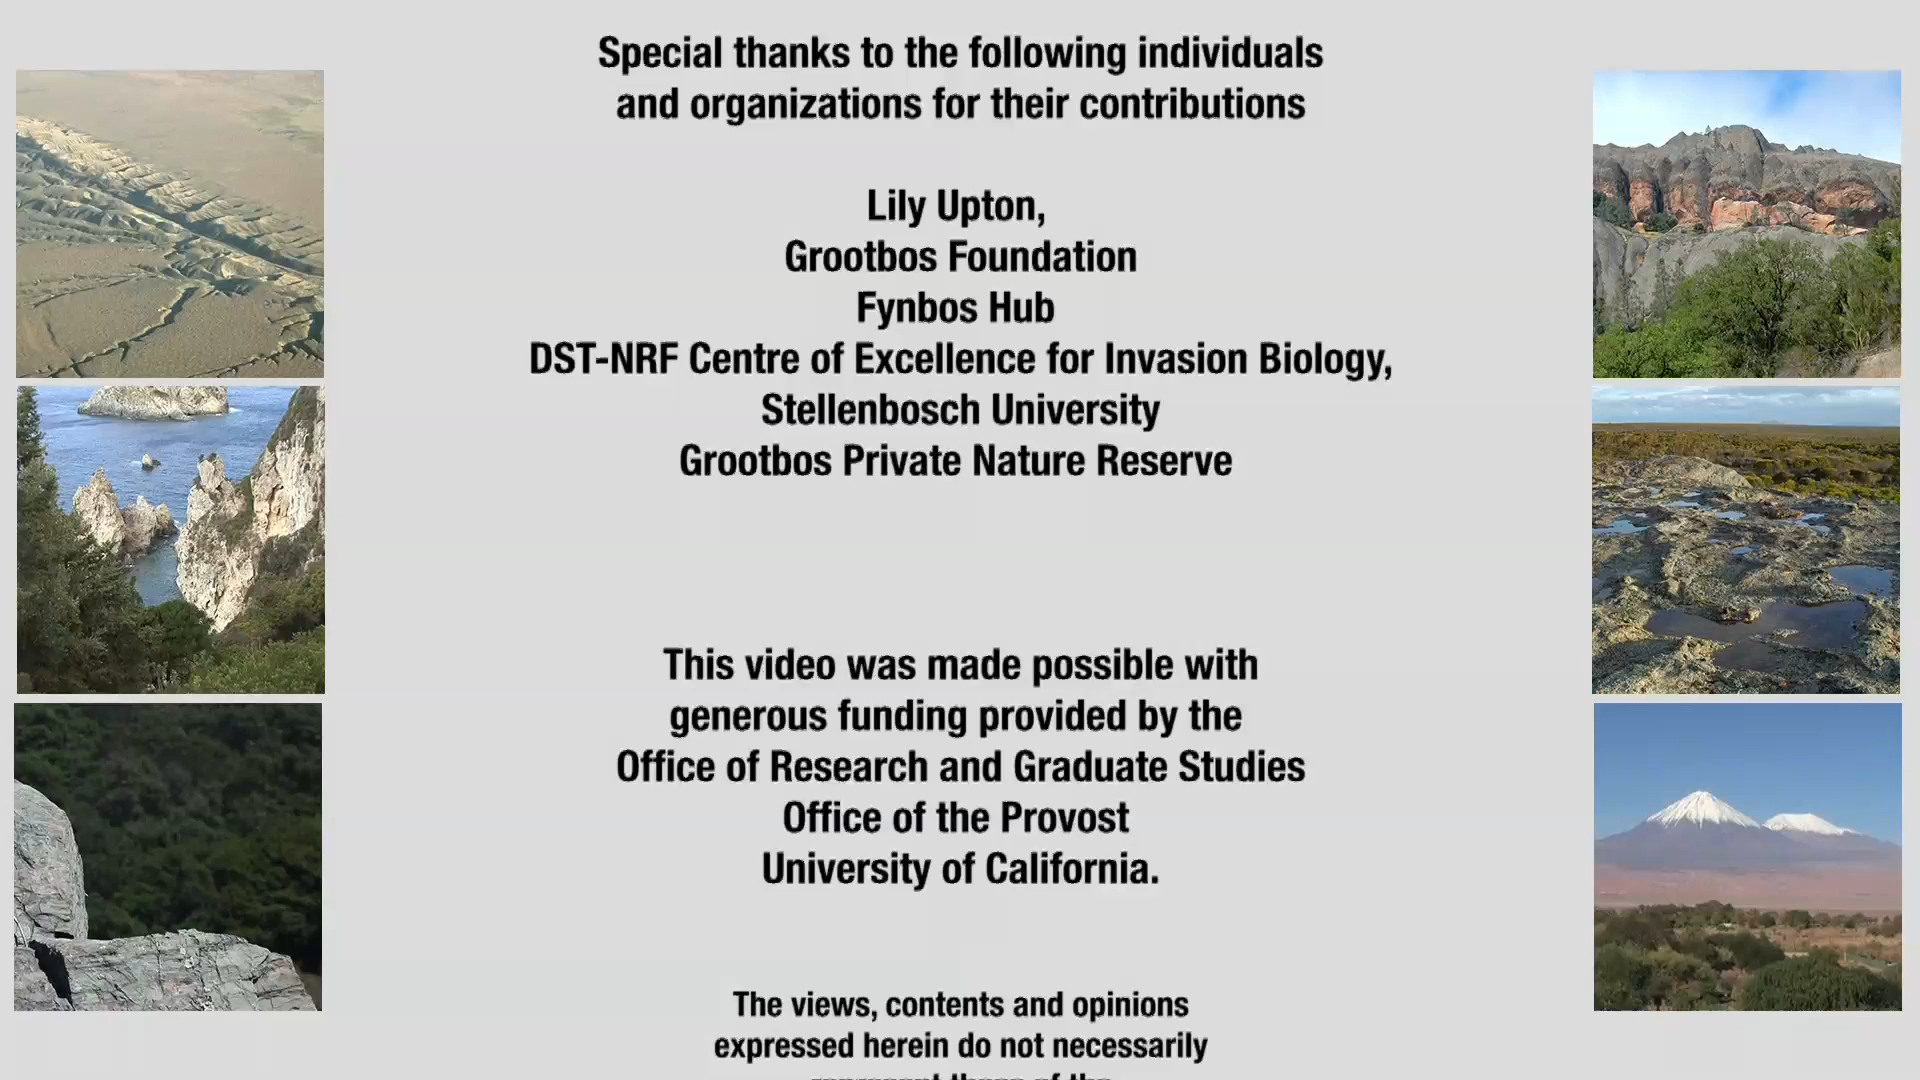 Special thanks to the following individuals
and organizations for their contributions
Lily Upton,
Grootbos Foundation
Fynbos Hub
DST-NRF Centre of Excellence for Invasion Biology,
Stellenbosch University
Grootbos Private Nature Reserve
This video was made possible with
generous funding provided by the
Office of Research and Graduate Studies
Office of the Provost
University of California.
The views, contents and opinions
expressed herein do not necessarily